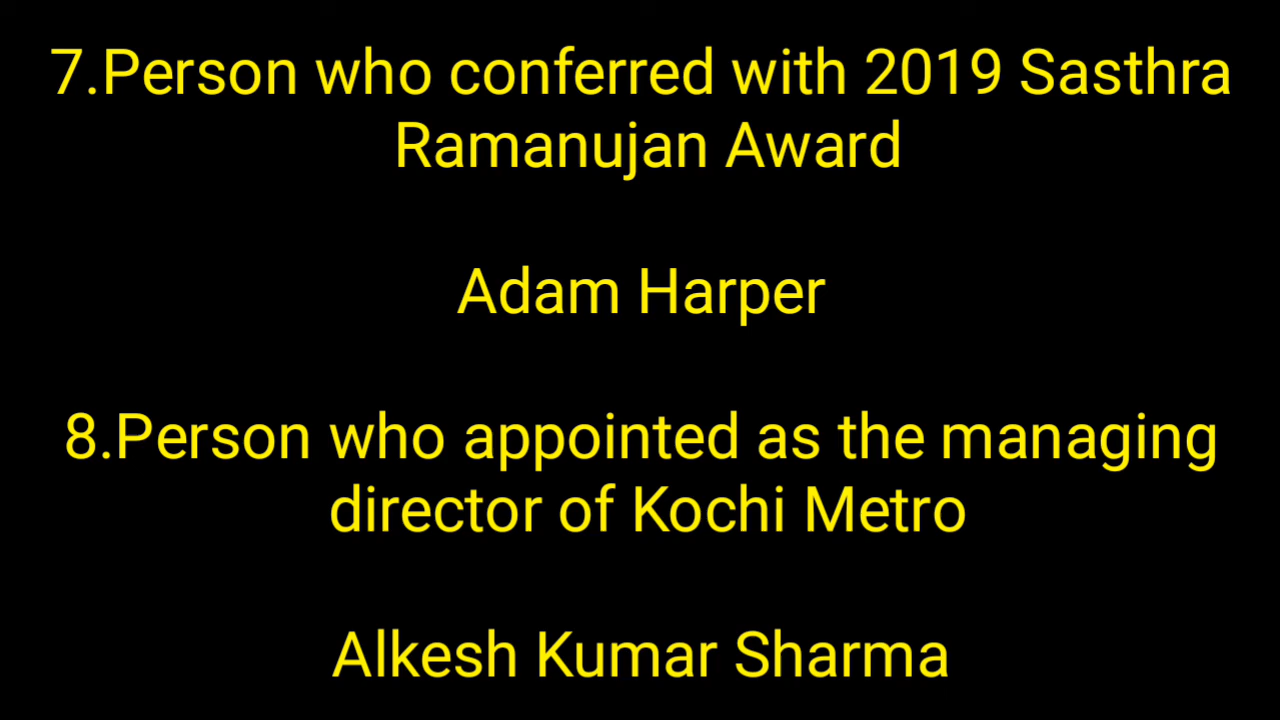 7.Person who conferred with 2019 Sasthra
Ramanujan Award
Adam Harper
8.Person who appointed as the managing
director of Kochi Metro
Alkesh Kumar Sharma